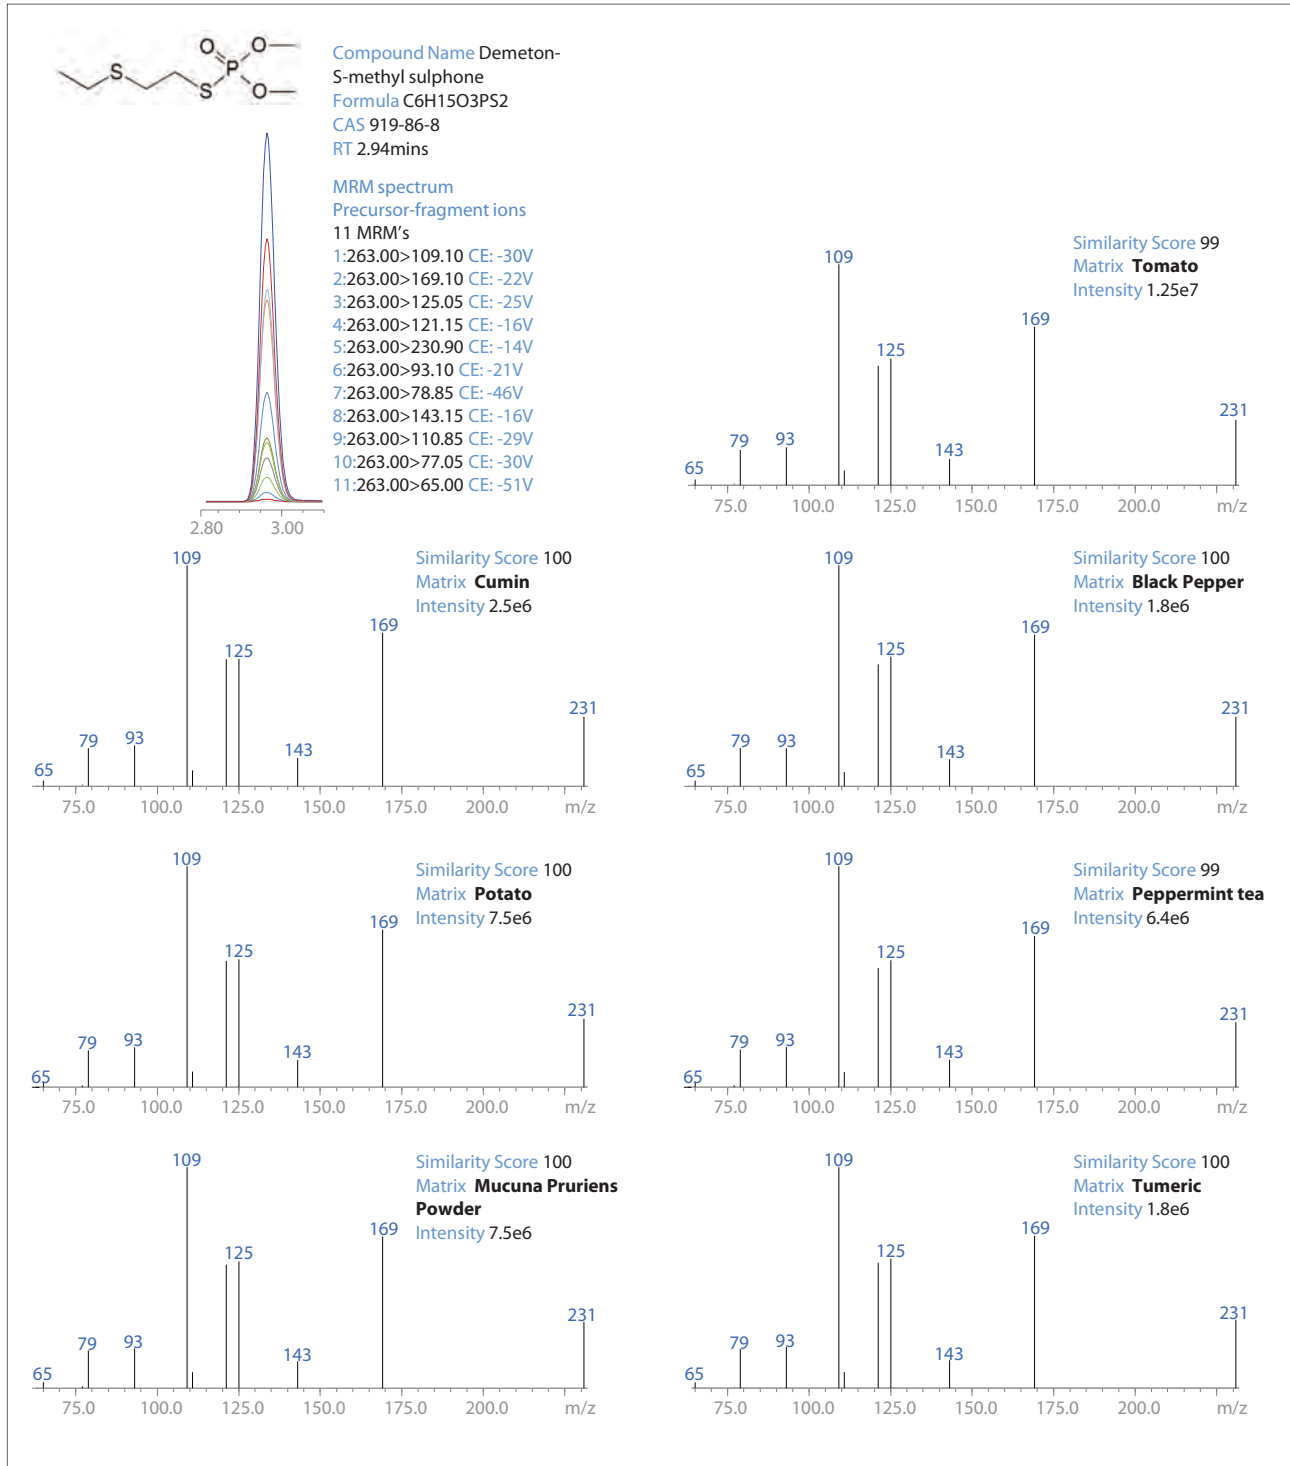 O
O
P
S
S
O
Compound Name Demeton-
S-methyl sulphone
Formula C6H15O3PS2
CAS 919-86-8
RT 2.94mins
MRM spectrum
Precursor-fragment ions
11 MRM's
1:263.00>109.10 CE: -30V
2:263.00>169.10 CE: -22V
3:263.00>125.05 CE: -25V
4:263.00>121.15 CE: -16V
5:263.00>230.90 CE: -14V
6:263.00>93.10 CE: -21V
7:263.00>78.85 CE: -46V
8:263.00>143.15 CE: -16V
9:263.00>110.85 CE: -29V
10:263.00>77.05 CE: -30V
11:263.00>65.00 CE: -51V
2.80 3.00
Similarity Score 99
Matrix Tomato
Intensity 1.25e7
65 79 93 109 125 143 169 231
75.0 100.0 125.0 150.0 175.0 200.0 m/z
Similarity Score 100
Matrix Cumin
Intensity 2.5e6
65 79 93 109 125 143 169 231
75.0 100.0 125.0 150.0 175.0 200.0 m/z
Similarity Score 100
Matrix Black Pepper
Intensity 1.8e6
65 79 93 109 125 143 169 231
75.0 100.0 125.0 150.0 175.0 200.0 m/z
Similarity Score 100
Matrix Potato
Intensity 7.5e6
65 79 93 109 125 143 169 231
75.0 100.0 125.0 150.0 175.0 200.0 m/z
Similarity Score 99
Matrix Peppermint tea
Intensity 6.4e6
65 79 93 109 125 143 169 231
75.0 100.0 125.0 150.0 175.0 200.0 m/z
Similarity Score 100
Matrix Mucuna Pruriens
Powder
Intensity 7.5e6
65 79 93 109 125 143 169 231
75.0 100.0 125.0 150.0 175.0 200.0 m/z
Similarity Score 100
Matrix Tumeric
Intensity 1.8e6
65 79 93 109 125 143 169 231
75.0 100.0 125.0 150.0 175.0 200.0 m/z